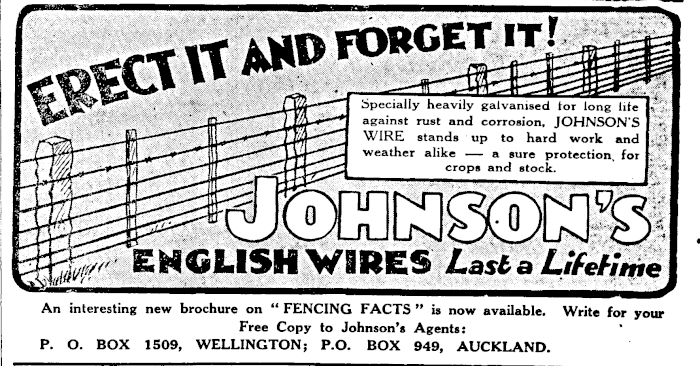 ERECT IT AND FORGET IT!
Specially heavily galvanised for long life
against rust and corrosion, JOHNSON'S
WIRE stands up to hard work and
weather alike — a sure protection for
crops and stock.
JOHNSON'S
ENGLISH WIRES Last a Lifetime
An interesting new brochure on "FENCING FACTS" is now available. Write for your
Free Copy to Johnson's Agents:
P. O. BOX 1509, WELLINGTON; P.O. BOX 949, AUCKLAND.